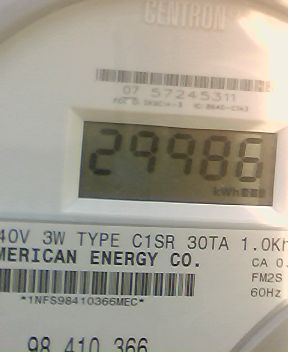 CENTRON
07 57245311
29986
kWh
40V 3W TYPE C1SR 30TA 1.0Kh
MERICAN ENERGY CO.
CA 0.
FM2S
60Hz
*1NFS98410366MEC*
98 410 366